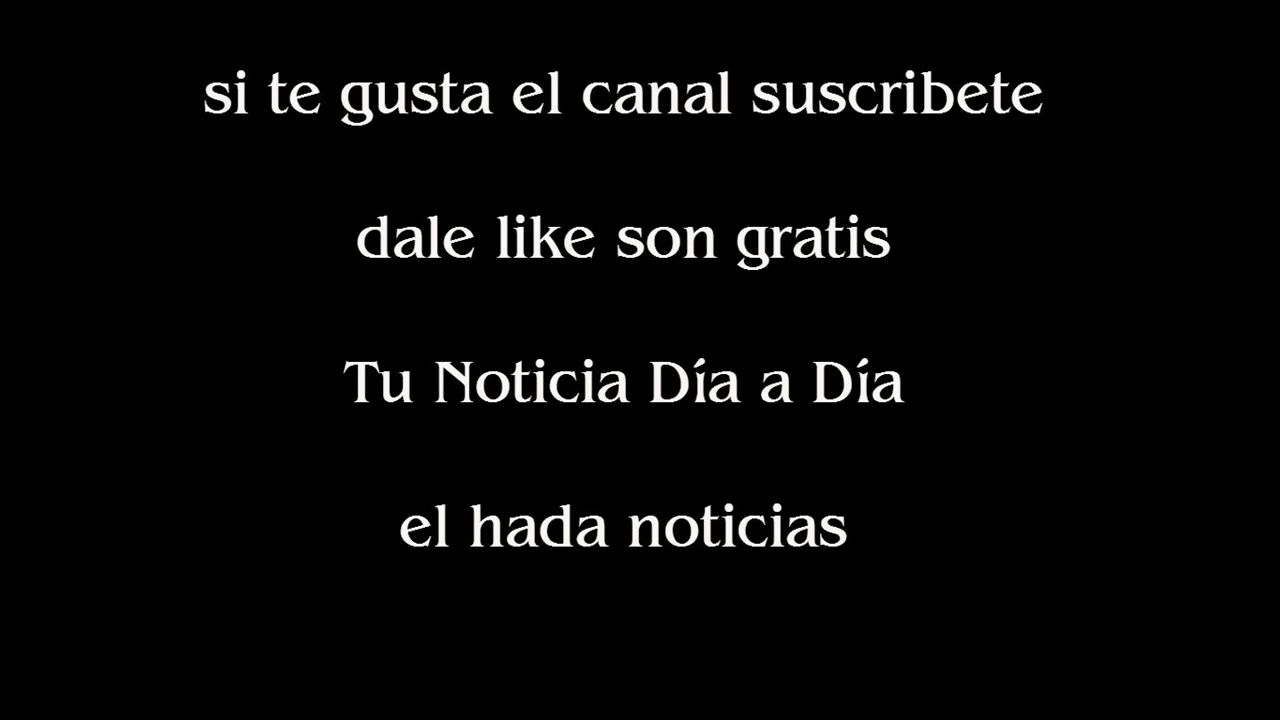 si te gusta el canal suscribete
dale like son gratis
Tu Noticia Día a Día
el hada noticias